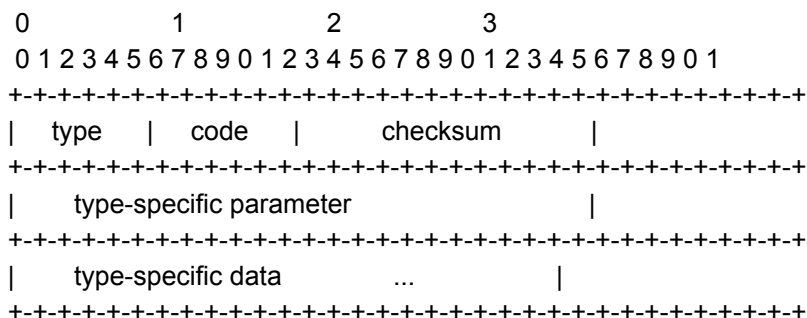 0 1 2 3
0 1 2 3 4 5 6 7 8 9 0 1 2 3 4 5 6 7 8 9 0 1 2 3 4 5 6 7 8 9 0 1
+-+-+-+-+-+-+-+-+-+-+-+-+-+-+-+-+-+-+-+-+-+-+-+-+-+-+-+-+-+-+-+-+
| type | code | checksum |
+-+-+-+-+-+-+-+-+-+-+-+-+-+-+-+-+-+-+-+-+-+-+-+-+-+-+-+-+-+-+-+-+
| type-specific parameter |
+-+-+-+-+-+-+-+-+-+-+-+-+-+-+-+-+-+-+-+-+-+-+-+-+-+-+-+-+-+-+-+-+
| type-specific data ... |
+-+-+-+-+-+-+-+-+-+-+-+-+-+-+-+-+-+-+-+-+-+-+-+-+-+-+-+-+-+-+-+-+